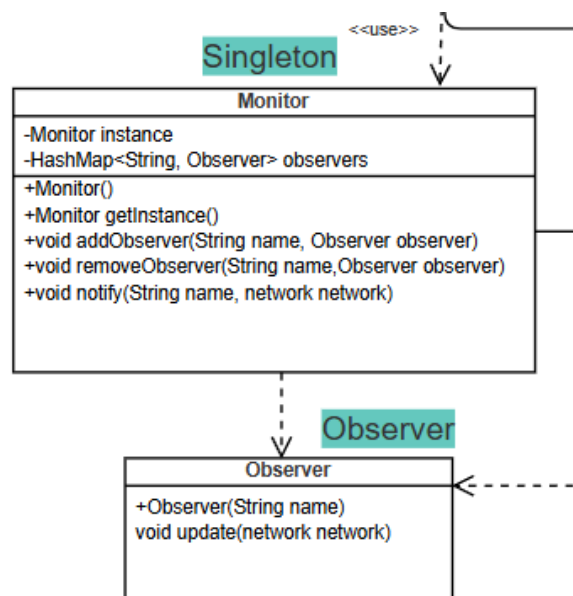 <<use>>
Singleton
Monitor
-Monitor instance
-HashMap<String, Observer> observers
+Monitor()
+Monitor getInstance()
+void addObserver(String name, Observer observer)
+void removeObserver(String name,Observer observer)
+void notify(String name, network network)
Observer
Observer
+Observer(String name)
void update(network network)